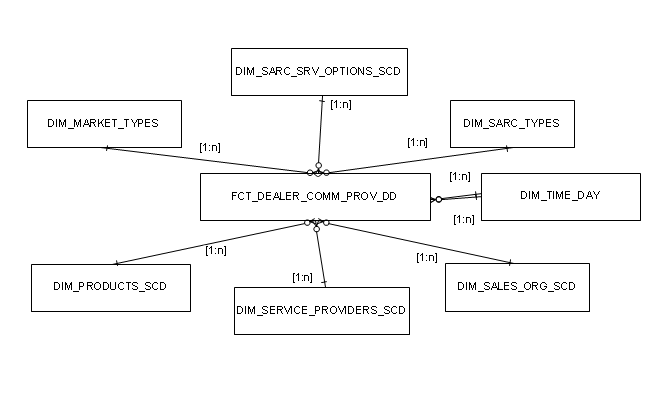 DIM_SARC_SRV_OPTIONS_SCD
[1:n]
DIM_MARKET_TYPES
DIM_SARC_TYPES
[1:n]
[1:n]
[1:n]
FCT_DEALER_COMM_PROV_DD
DIM_TIME_DAY
[1:n]
[1:n]
[1:n]
DIM_PRODUCTS_SCD
[1:n]
DIM_SALES_ORG_SCD
DIM_SERVICE_PROVIDERS_SCD